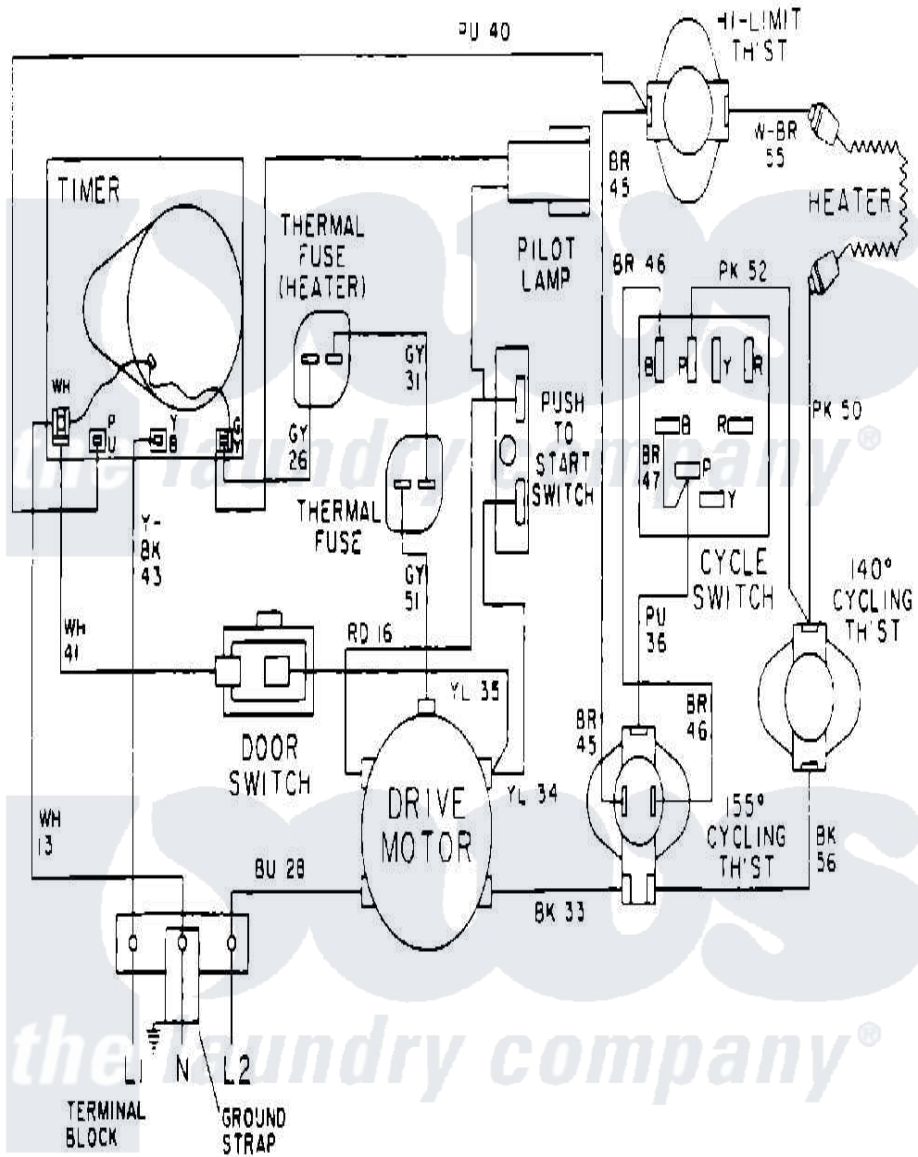 PU 40
HI-LIMIT
TH'ST
TIMER
BR
45
W-BR
55
HEATER
THERMAL
FUSE
(HEATER)
PILOT
LAMP
BR 46
PK 52
GY
31
B
P
Y
R
WH
P
U
Y
B
G
Y
GY
26
PUSH
TO
START
SWITCH
PK 50
B
R
BR
47
P
Y
the laundry company®
THERMAL
FUSE
Y-
BK
43
GY
51
CYCLE
SWITCH
140°
CYCLING
TH'ST
WH
41
RD 16
PU
36
YL 35
BR
45
BR
46
DOOR
SWITCH
YL 34
DRIVE
MOTOR
WH
13
155°
CYCLING
TH'ST
BK
56
BU 28
BK 33
the laundry company®
L1
N
L2
TERMINAL
BLOCK
GROUND
STRAP